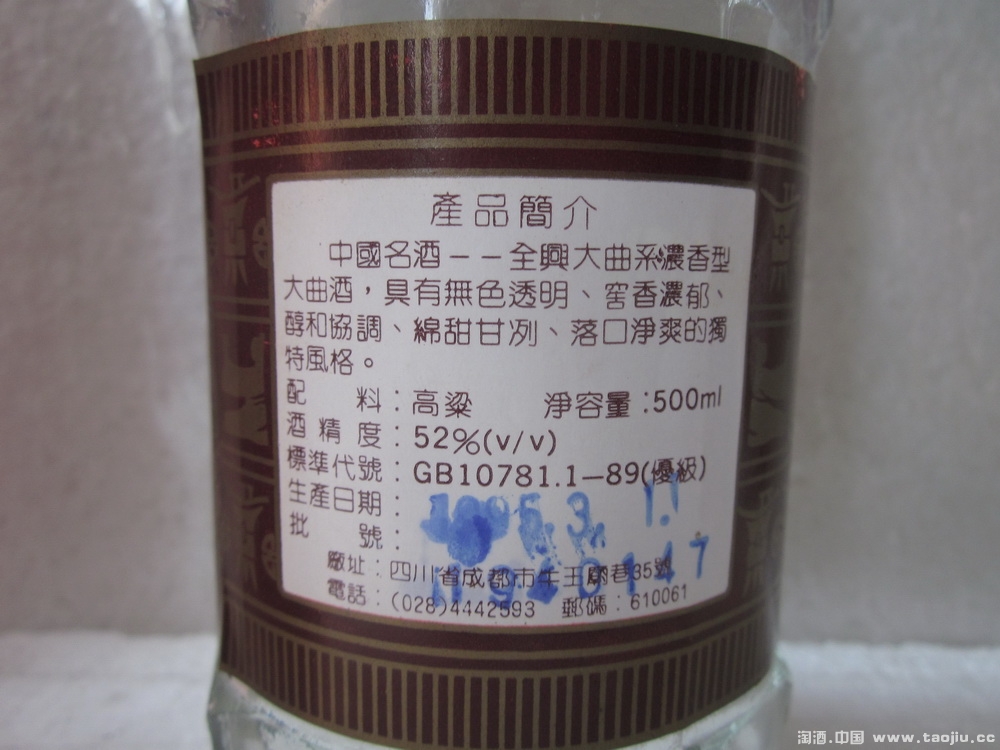 產品簡介
中國名酒——全興大曲系濃香型
大曲酒，具有無色透明、窖香濃郁、
醇和協調、綿甜甘冽、落口淨爽的獨
特風格。
配　料：高粱　淨容量：500ml
酒精度：52%(v/v)
標準代號：GB10781.1—89(優級)
生產日期：
批　號：
廠址：四川省成都市牛王廟巷35號
電話：(028)4442593　郵碼：610061
淘酒.中国 www.taojiu.cc